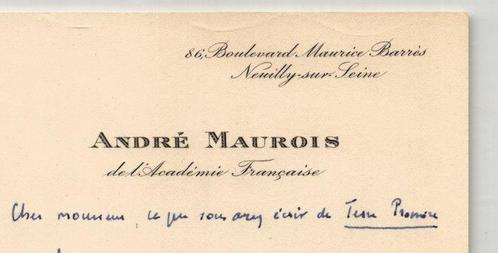 86, Boulevard Maurice Barrès
Neuilly-sur-Seine
ANDRÉ MAUROIS
de l'Académie Française
Cher monsieur, ce que vous avez écrit de Terre Promise